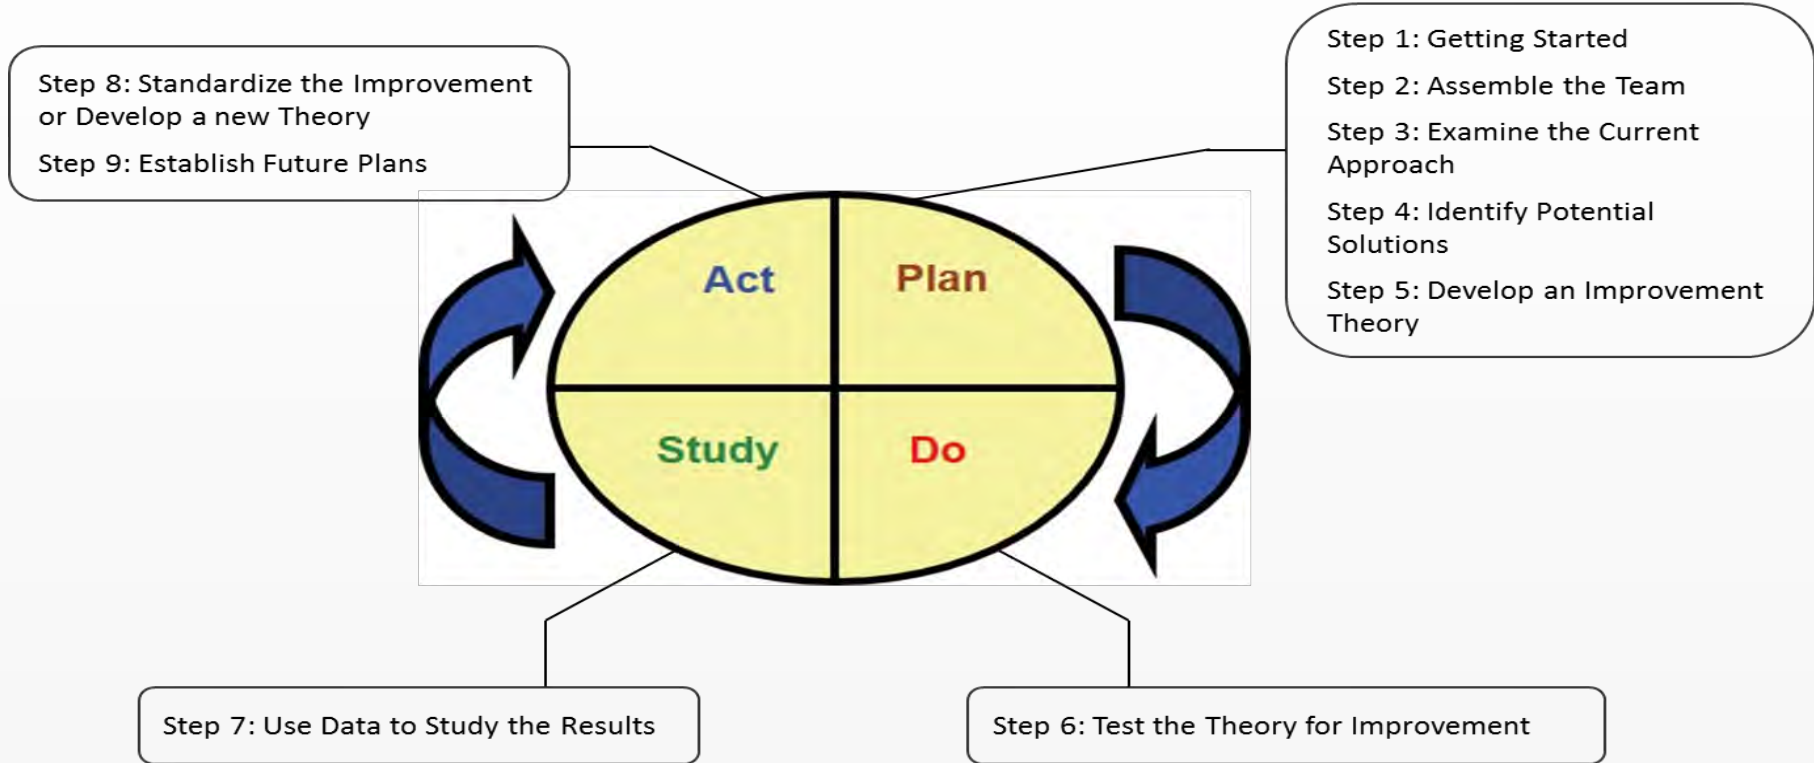 Step 8: Standardize the Improvement
or Develop a new Theory
Step 9: Establish Future Plans
Step 1: Getting Started
Step 2: Assemble the Team
Step 3: Examine the Current
Approach
Step 4: Identify Potential
Solutions
Step 5: Develop an Improvement
Theory
Act
Plan
Study
Do
Step 7: Use Data to Study the Results
Step 6: Test the Theory for Improvement